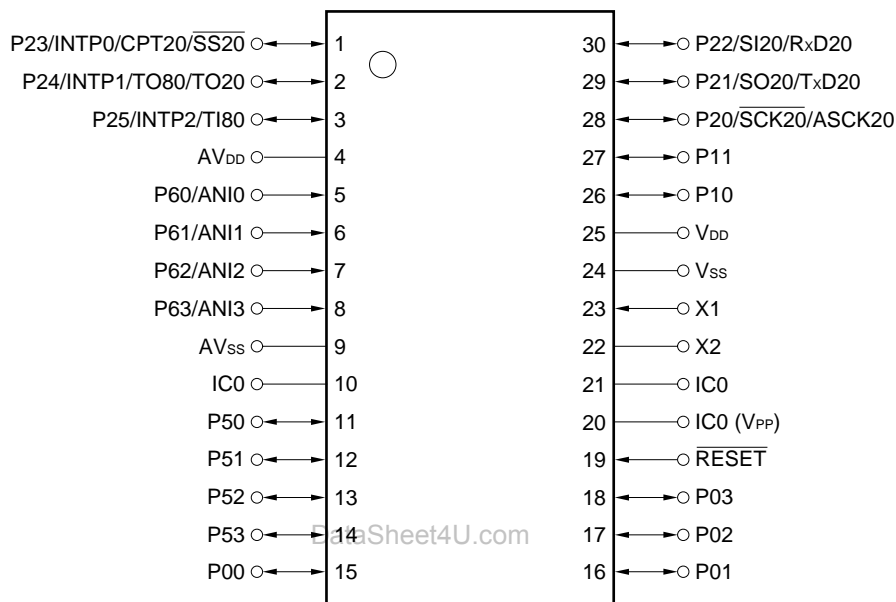 P23/INTP0/CPT20/SS20 1 30 P22/SI20/RxD20
P24/INTP1/TO80/TO20 2 29 P21/SO20/TxD20
P25/INTP2/TI80 3 28 P20/SCK20/ASCK20
AVDD 4 27 P11
P60/ANI0 5 26 P10
P61/ANI1 6 25 VDD
P62/ANI2 7 24 VSS
P63/ANI3 8 23 X1
AVSS 9 22 X2
IC0 10 21 IC0
P50 11 20 IC0 (VPP)
P51 12 19 RESET
P52 13 18 P03
P53 14 17 P02
DataSheet4U.com
P00 15 16 P01